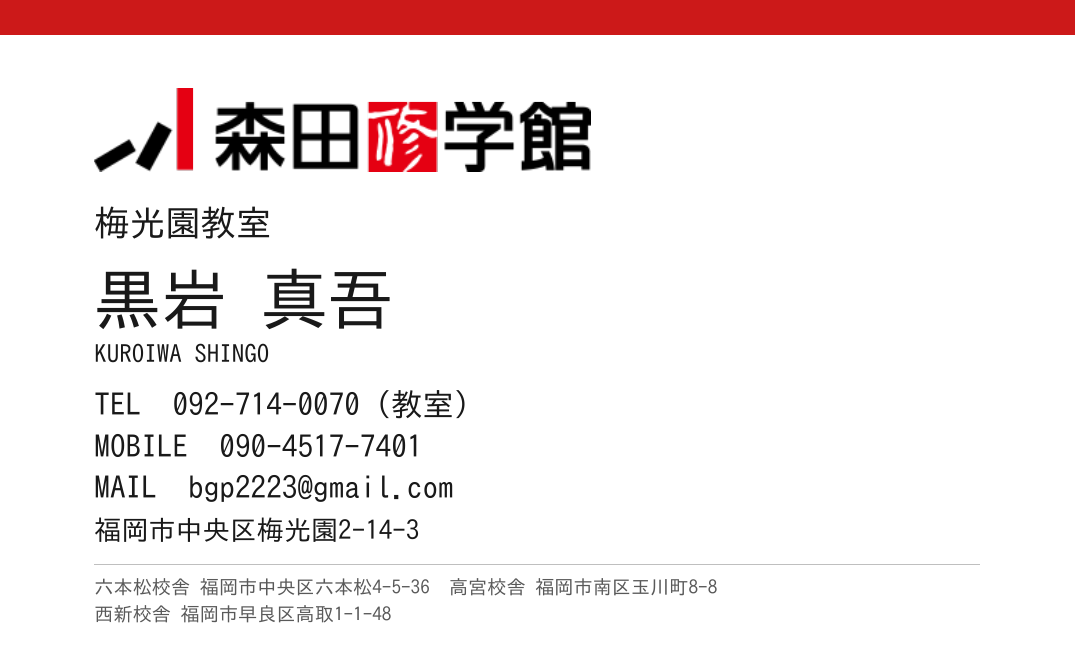 森田修学館
梅光園教室
黒岩 真吾
KUROIWA SHINGO
TEL 092-714-0070（教室）
MOBILE 090-4517-7401
MAIL bgp2223@gmail.com
福岡市中央区梅光園2-14-3
六本松校舎 福岡市中央区六本松4-5-36 高宮校舎 福岡市南区玉川町8-8
西新校舎 福岡市早良区高取1-1-48